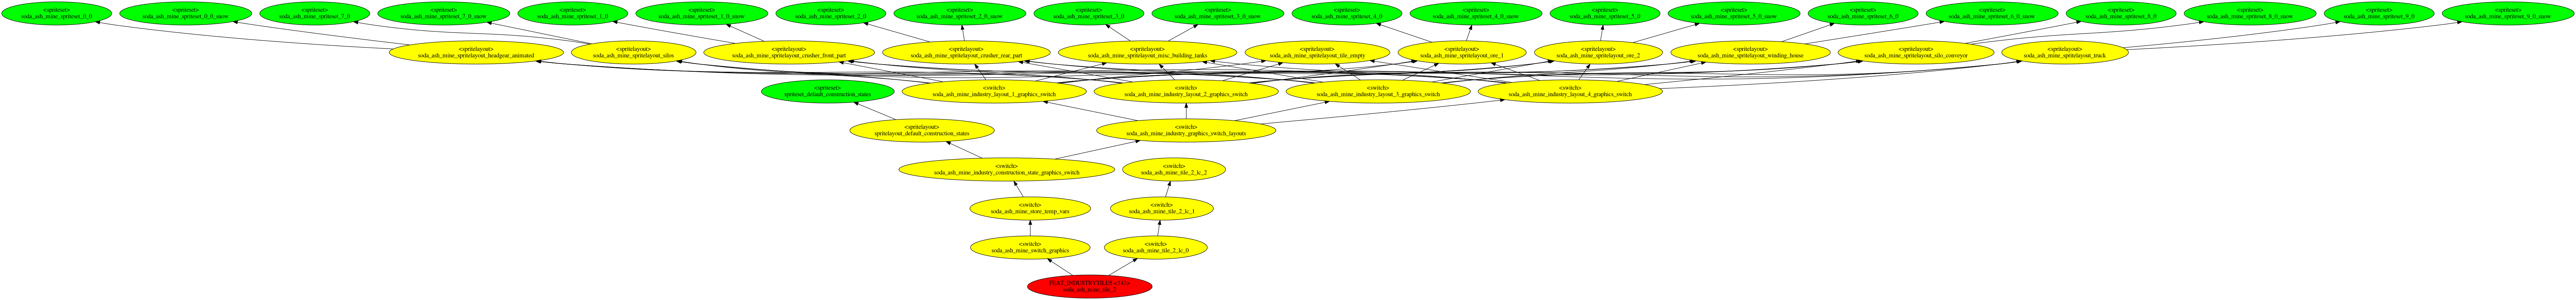 <spriteset>
soda_ash_mine_spriteset_0_0
<spriteset>
soda_ash_mine_spriteset_0_0_snow
<spriteset>
soda_ash_mine_spriteset_7_0
<spriteset>
soda_ash_mine_spriteset_7_0_snow
<spriteset>
soda_ash_mine_spriteset_1_0
<spriteset>
soda_ash_mine_spriteset_1_0_snow
<spriteset>
soda_ash_mine_spriteset_2_0
<spriteset>
soda_ash_mine_spriteset_2_0_snow
<spriteset>
soda_ash_mine_spriteset_3_0
<spriteset>
soda_ash_mine_spriteset_3_0_snow
<spriteset>
soda_ash_mine_spriteset_4_0
<spriteset>
soda_ash_mine_spriteset_4_0_snow
<spriteset>
soda_ash_mine_spriteset_5_0
<spriteset>
soda_ash_mine_spriteset_5_0_snow
<spriteset>
soda_ash_mine_spriteset_6_0
<spriteset>
soda_ash_mine_spriteset_6_0_snow
<spriteset>
soda_ash_mine_spriteset_8_0
<spriteset>
soda_ash_mine_spriteset_8_0_snow
<spriteset>
soda_ash_mine_spriteset_9_0
<spriteset>
soda_ash_mine_spriteset_9_0_snow
<spritelayout>
soda_ash_mine_spritelayout_headgear_animated
<spritelayout>
soda_ash_mine_spritelayout_silos
<spritelayout>
soda_ash_mine_spritelayout_crusher_front_part
<spritelayout>
soda_ash_mine_spritelayout_crusher_rear_part
<spritelayout>
soda_ash_mine_spritelayout_misc_building_tanks
<spritelayout>
soda_ash_mine_spritelayout_tile_empty
<spritelayout>
soda_ash_mine_spritelayout_ore_1
<spritelayout>
soda_ash_mine_spritelayout_ore_2
<spritelayout>
soda_ash_mine_spritelayout_winding_house
<spritelayout>
soda_ash_mine_spritelayout_silo_conveyor
<spritelayout>
soda_ash_mine_spritelayout_truck
<spriteset>
spriteset_default_construction_states
<switch>
soda_ash_mine_industry_layout_1_graphics_switch
<switch>
soda_ash_mine_industry_layout_2_graphics_switch
<switch>
soda_ash_mine_industry_layout_3_graphics_switch
<switch>
soda_ash_mine_industry_layout_4_graphics_switch
<spritelayout>
spritelayout_default_construction_states
<switch>
soda_ash_mine_industry_graphics_switch_layouts
<switch>
soda_ash_mine_industry_construction_state_graphics_switch
<switch>
soda_ash_mine_tile_2_lc_2
<switch>
soda_ash_mine_store_temp_vars
<switch>
soda_ash_mine_tile_2_lc_1
<switch>
soda_ash_mine_switch_graphics
<switch>
soda_ash_mine_tile_2_lc_0
FEAT_INDUSTRYTILES <163>
soda_ash_mine_tile_2